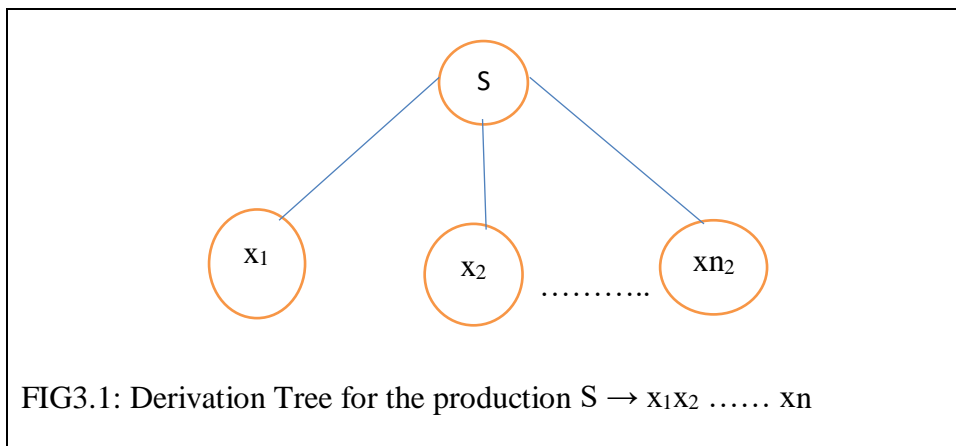 S
x₁
x₂
………..
xn₂
FIG3.1: Derivation Tree for the production S → x₁x₂ …… xn